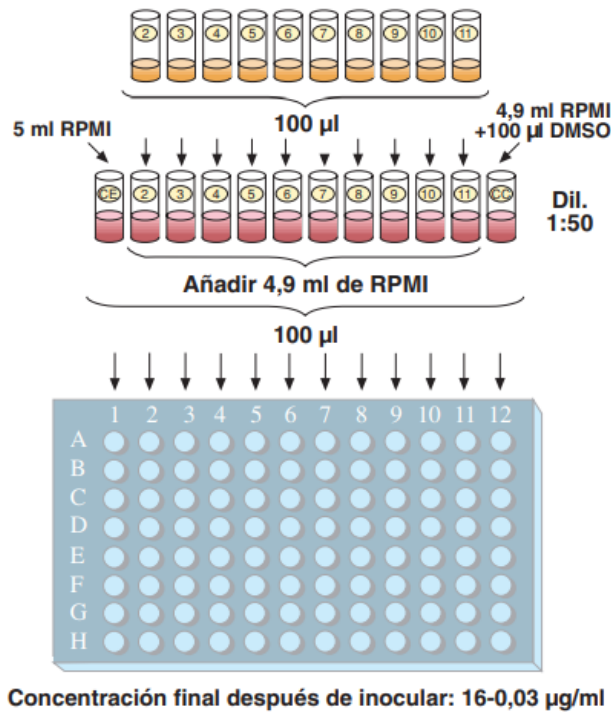 2 3 4 5 6 7 8 9 10 11
100 µl
5 ml RPMI
4,9 ml RPMI
+100 µl DMSO
CE 2 3 4 5 6 7 8 9 10 11 CC
Dil.
1:50
Añadir 4,9 ml de RPMI
100 µl
1 2 3 4 5 6 7 8 9 10 11 12
A
B
C
D
E
F
G
H
Concentración final después de inocular: 16-0,03 µg/ml